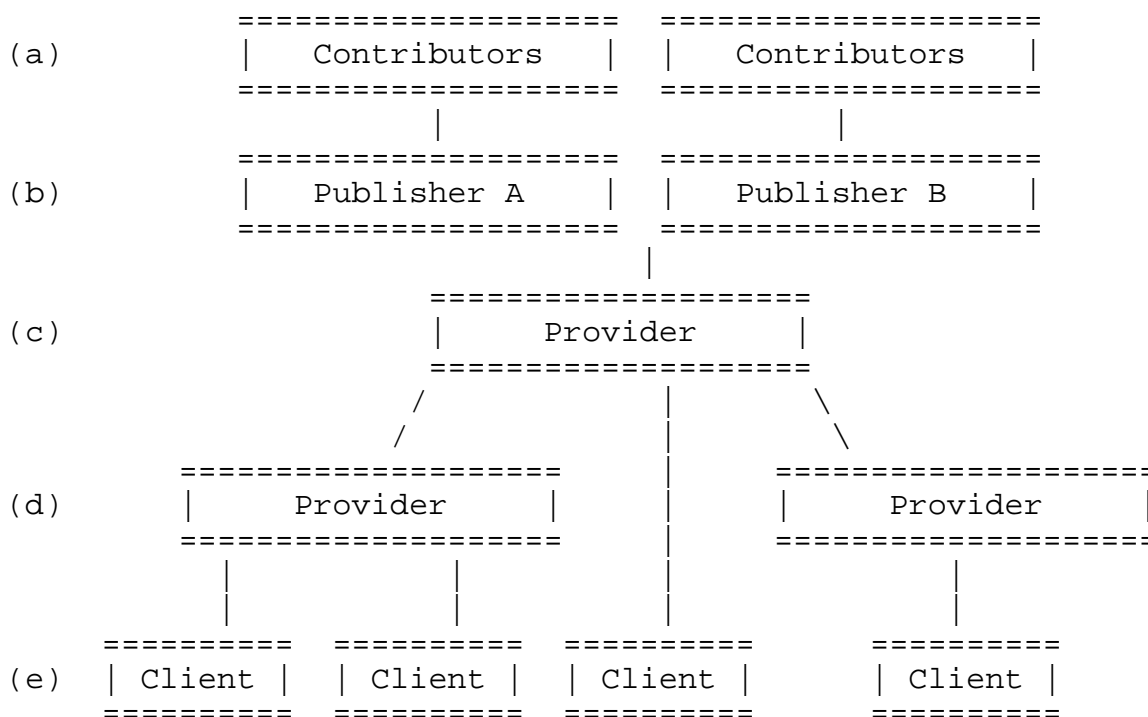 (a) Contributors Contributors
(b) Publisher A Publisher B
(c) Provider
(d) Provider Provider
(e) Client Client Client Client